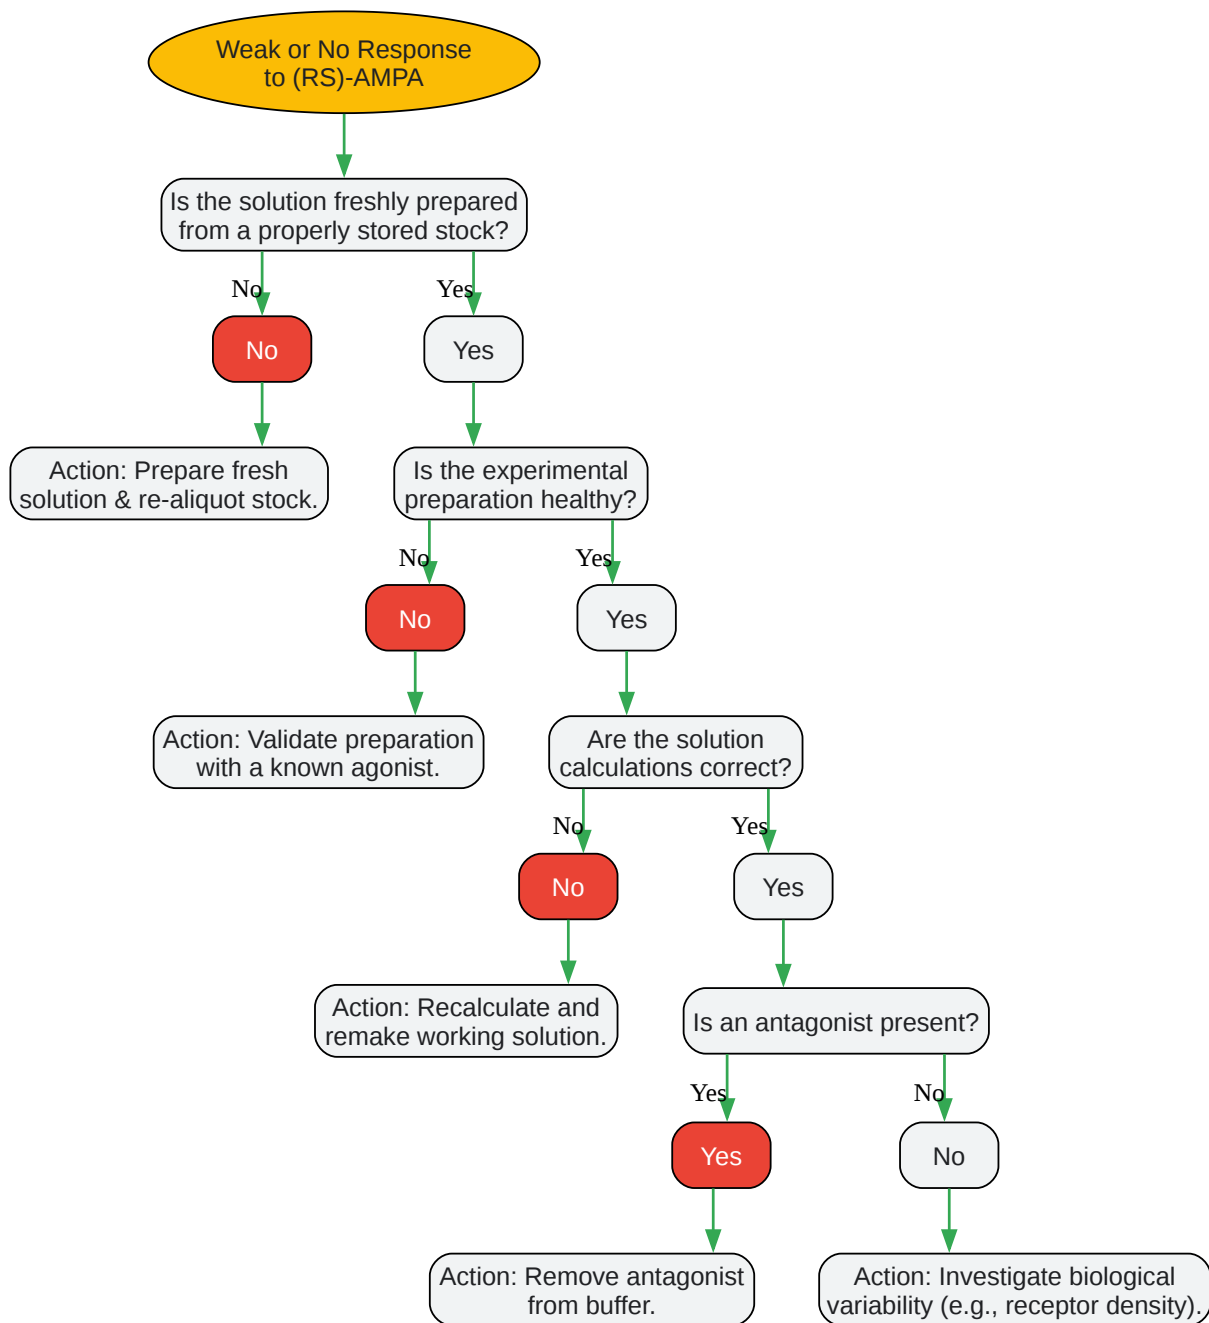 Weak or No Response
to (RS)-AMPA
Is the solution freshly prepared
from a properly stored stock?
No
Yes
No
Yes
Action: Prepare fresh
solution & re-aliquot stock.
Is the experimental
preparation healthy?
No
Yes
No
Yes
Action: Validate preparation
with a known agonist.
Are the solution
calculations correct?
No
Yes
No
Yes
Action: Recalculate and
remake working solution.
Is an antagonist present?
Yes
No
Yes
No
Action: Remove antagonist
from buffer.
Action: Investigate biological
variability (e.g., receptor density).